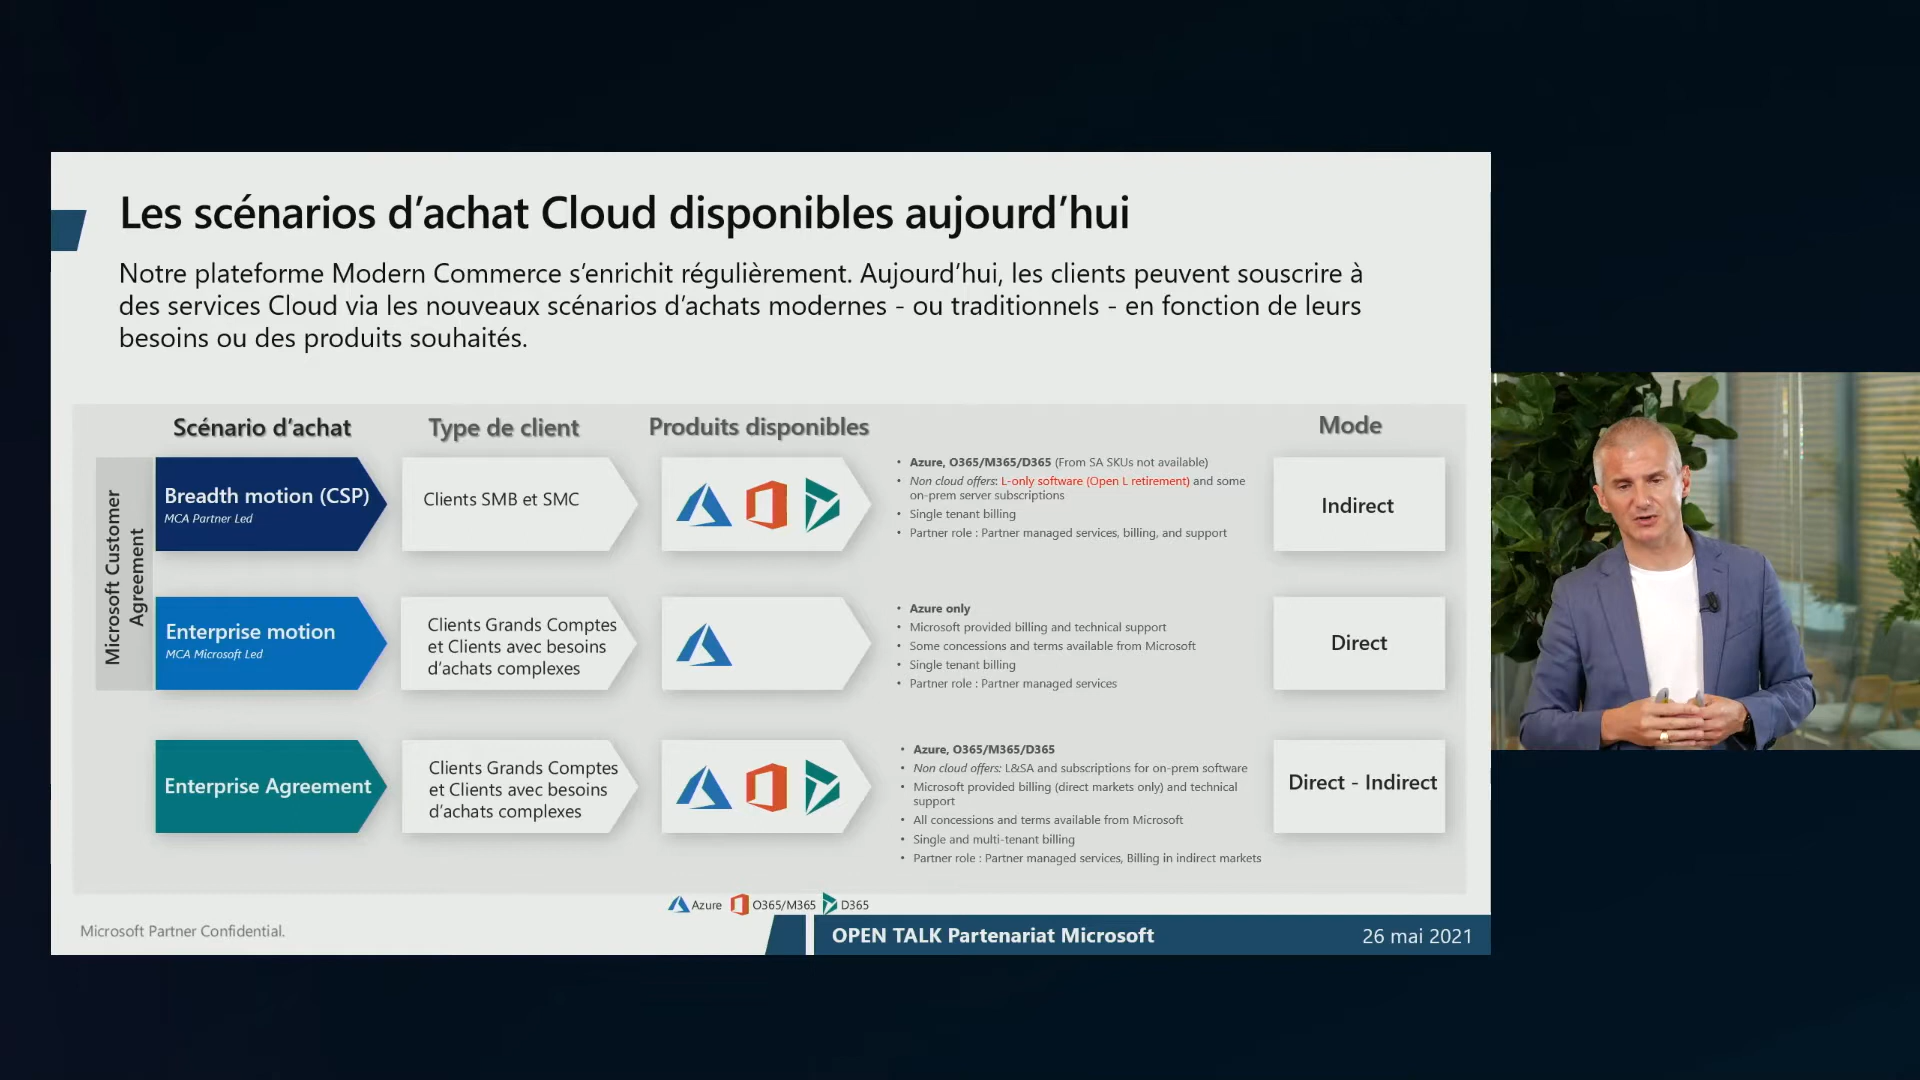 Les scénarios d’achat Cloud disponibles aujourd’hui
Notre plateforme Modern Commerce s’enrichit régulièrement. Aujourd’hui, les clients peuvent souscrire à
des services Cloud via les nouveaux scénarios d’achats modernes - ou traditionnels - en fonction de leurs
besoins ou des produits souhaités.
Scénario d’achat
Type de client
Produits disponibles
Mode
Microsoft Customer
Agreement
Breadth motion (CSP)
MCA Partner Led
Clients SMB et SMC
• Azure, O365/M365/D365 (From SA SKUs not available)
• Non cloud offers: L-only software (Open L retirement) and some
on-prem server subscriptions
• Single tenant billing
• Partner role : Partner managed services, billing, and support
Indirect
Enterprise motion
MCA Microsoft Led
Clients Grands Comptes
et Clients avec besoins
d’achats complexes
• Azure only
• Microsoft provided billing and technical support
• Some concessions and terms available from Microsoft
• Single tenant billing
• Partner role : Partner managed services
Direct
Enterprise Agreement
Clients Grands Comptes
et Clients avec besoins
d’achats complexes
• Azure, O365/M365/D365
• Non cloud offers: L&SA and subscriptions for on-prem software
• Microsoft provided billing (direct markets only) and technical
support
• All concessions and terms available from Microsoft
• Single and multi-tenant billing
• Partner role : Partner managed services, Billing in indirect markets
Direct - Indirect
Azure O365/M365 D365
Microsoft Partner Confidential.
OPEN TALK Partenariat Microsoft
26 mai 2021